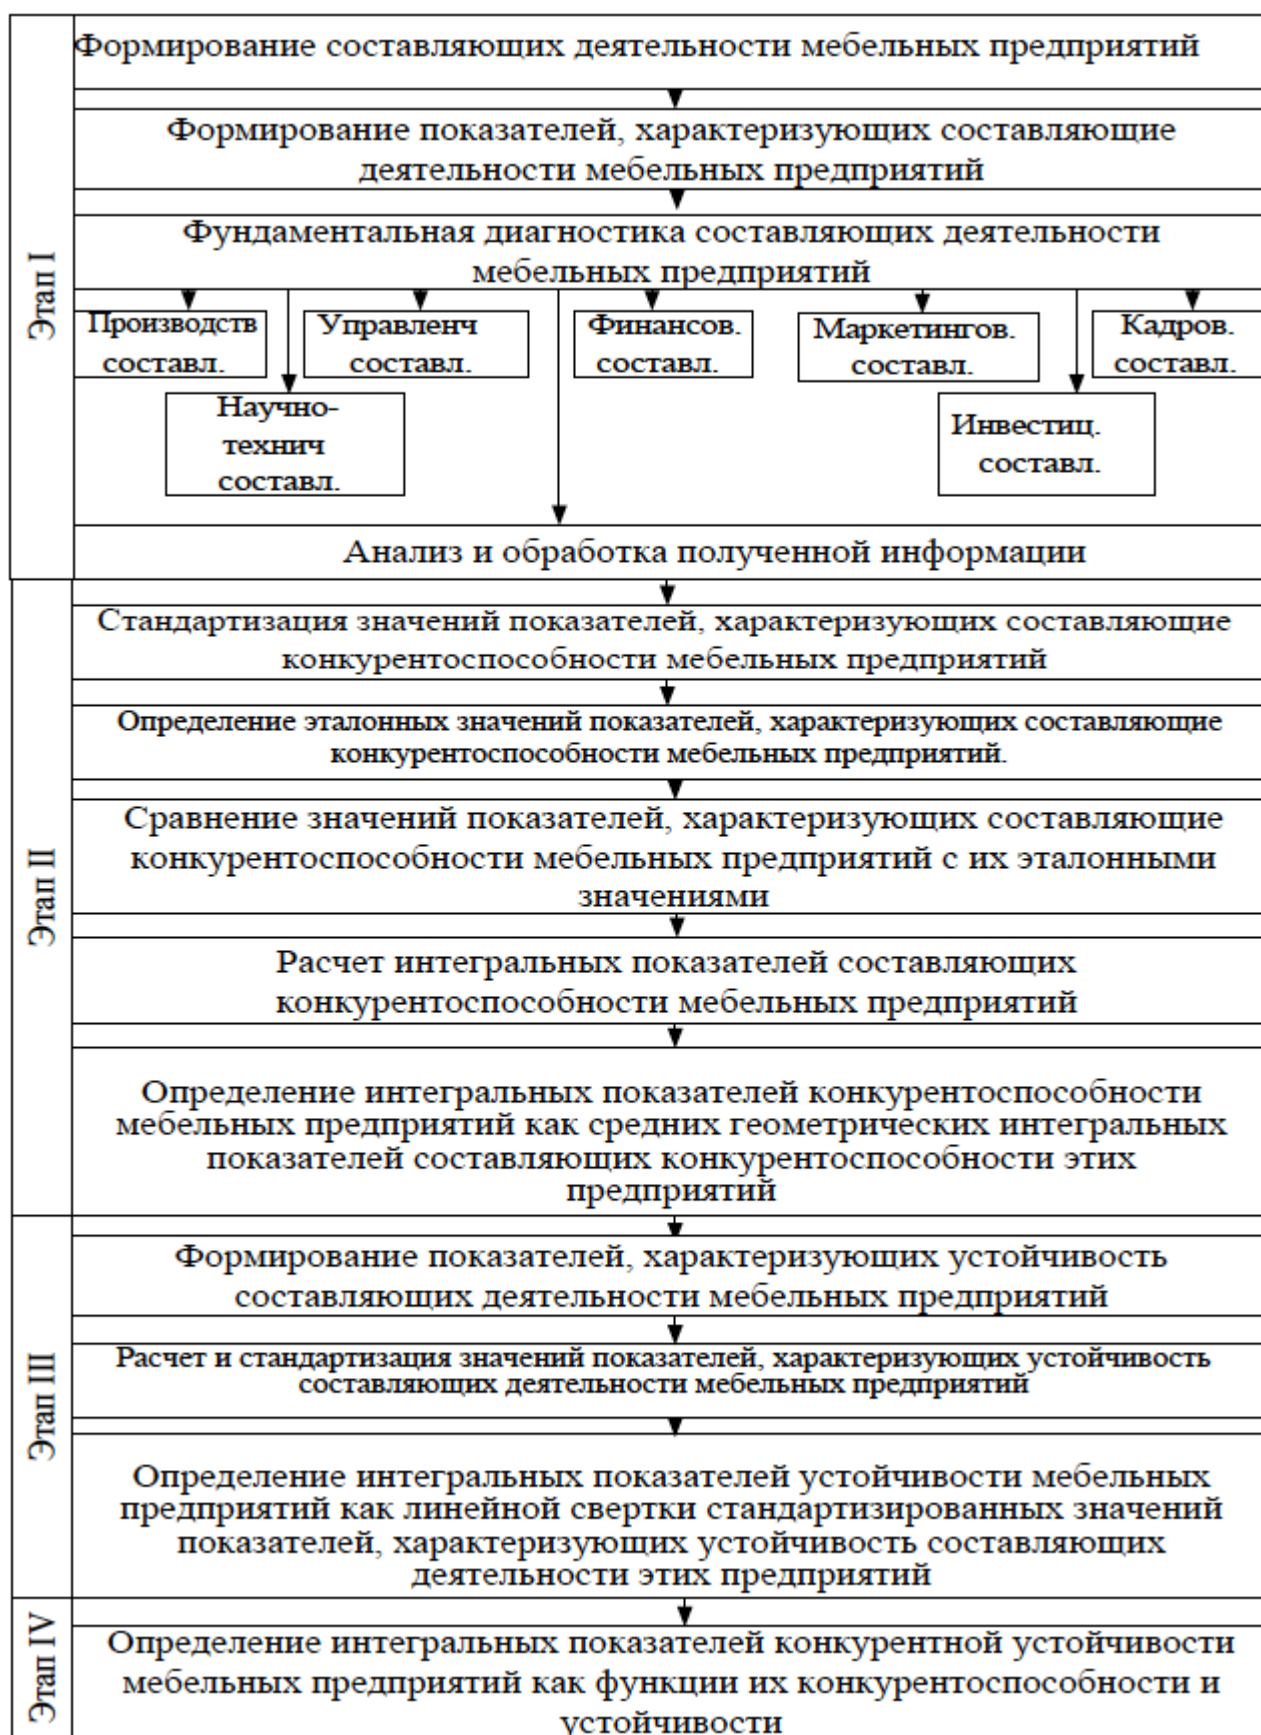 Этап I
Формирование составляющих деятельности мебельных предприятий
Формирование показателей, характеризующих составляющие
деятельности мебельных предприятий
Фундаментальная диагностика составляющих деятельности
мебельных предприятий
Производств
составл.
Управленч
составл.
Финансов.
составл.
Маркетингов.
составл.
Кадров.
составл.
Научно-
технич
составл.
Инвестиц.
составл.
Анализ и обработка полученной информации
Этап II
Стандартизация значений показателей, характеризующих составляющие
конкурентоспособности мебельных предприятий
Определение эталонных значений показателей, характеризующих составляющие
конкурентоспособности мебельных предприятий.
Сравнение значений показателей, характеризующих составляющие
конкурентоспособности мебельных предприятий с их эталонными
значениями
Расчет интегральных показателей составляющих
конкурентоспособности мебельных предприятий
Определение интегральных показателей конкурентоспособности
мебельных предприятий как средних геометрических интегральных
показателей составляющих конкурентоспособности этих
предприятий
Этап III
Формирование показателей, характеризующих устойчивость
составляющих деятельности мебельных предприятий
Расчет и стандартизация значений показателей, характеризующих устойчивость
составляющих деятельности мебельных предприятий
Определение интегральных показателей устойчивости мебельных
предприятий как линейной свертки стандартизированных значений
показателей, характеризующих устойчивость составляющих
деятельности этих предприятий
Этап IV
Определение интегральных показателей конкурентной устойчивости
мебельных предприятий как функции их конкурентоспособности и
устойчивости